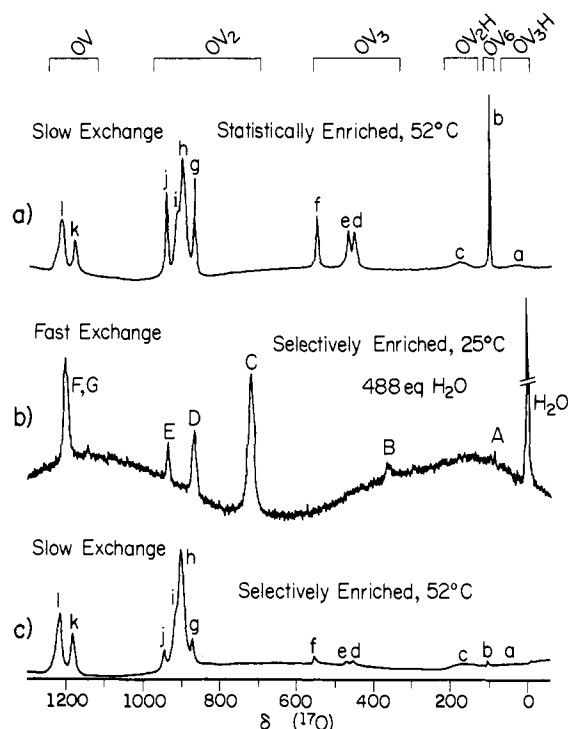 OV OV2 OV3 OV2H OV6 OV3H
Slow Exchange Statistically Enriched, 52°C
a) l k j i h g f e d c b a
Fast Exchange Selectively Enriched, 25°C
488 eq H2O
b) F,G E D C B A H2O
Slow Exchange
Selectively Enriched, 52°C
c) l k j i h g f e d c b a
1200 1000 800 600 400 200 0
δ (17O)